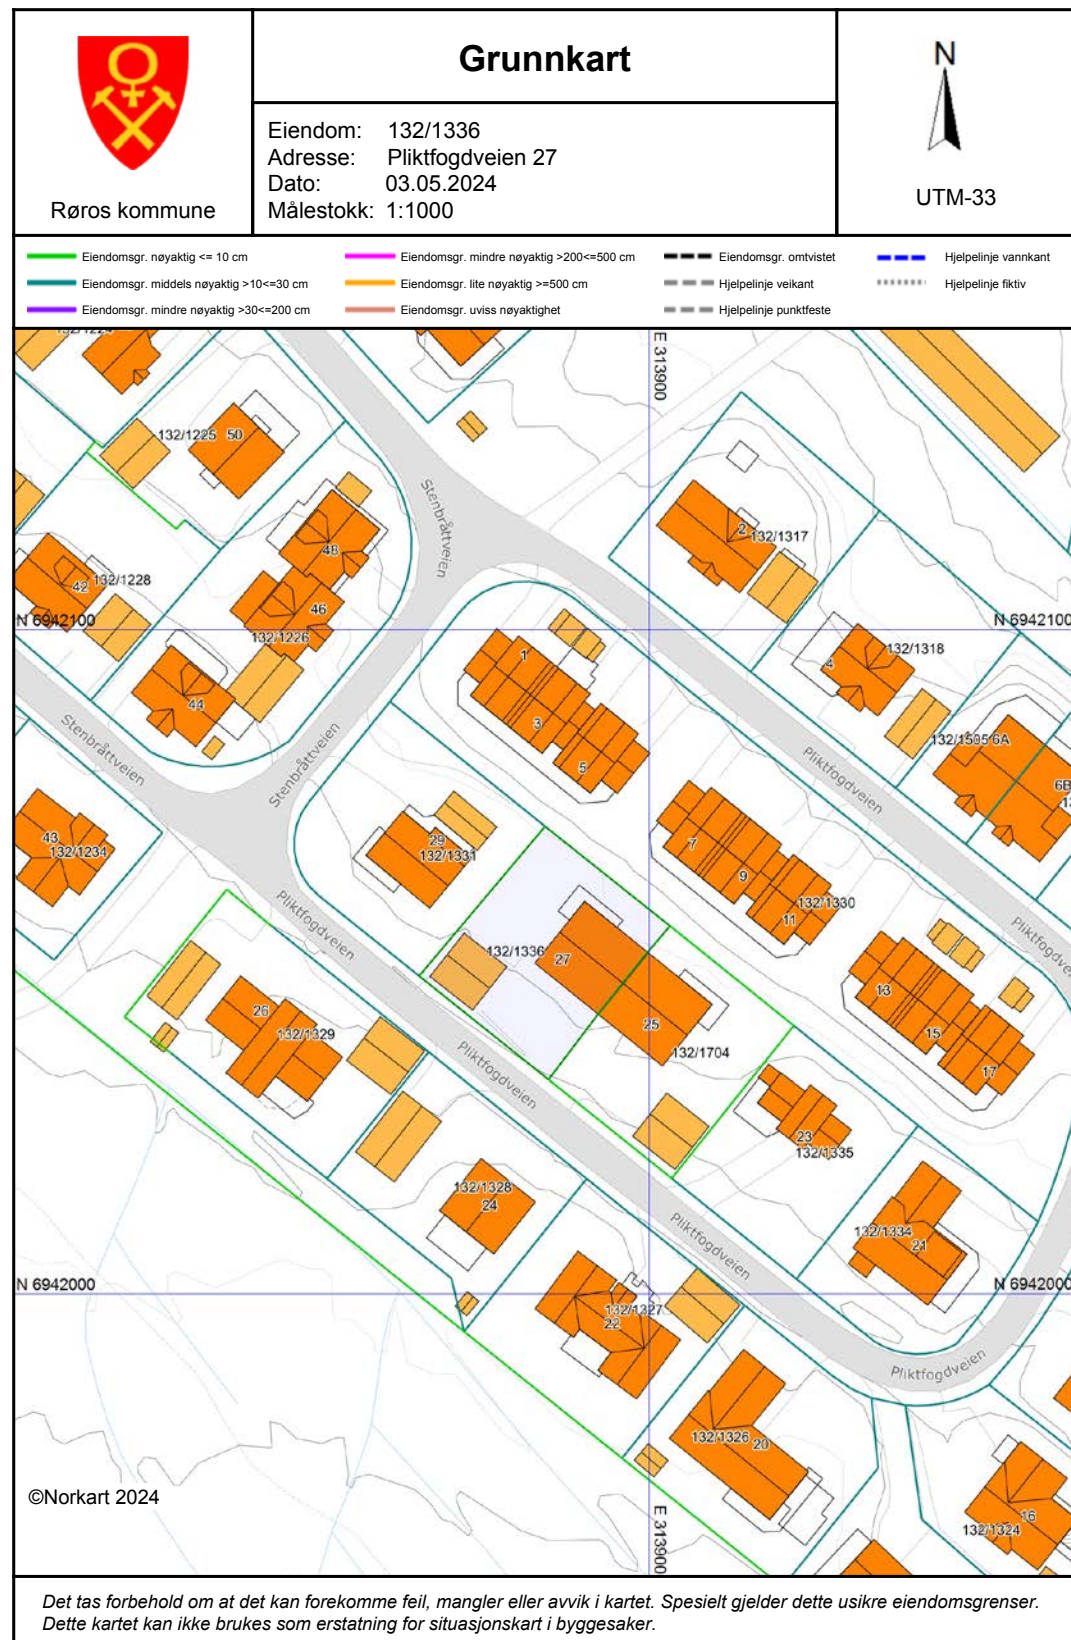 Grunnkart
Eiendom: 132/1336
Adresse: Pliktfogdveien 27
Dato: 03.05.2024
Målestokk: 1:1000
Røros kommune
N
UTM-33
Eiendomsgr. nøyaktig <= 10 cm
Eiendomsgr. middels nøyaktig >10<=30 cm
Eiendomsgr. mindre nøyaktig >30<=200 cm
Eiendomsgr. mindre nøyaktig >200<=500 cm
Eiendomsgr. lite nøyaktig >=500 cm
Eiendomsgr. uviss nøyaktighet
Eiendomsgr. omtvistet
Hjelpelinje veikant
Hjelpelinje punktfeste
Hjelpelinje vannkant
Hjelpelinje fiktiv
E 313900
132/1225 50
Stenbråttveien
48
2
132/1317
42
132/1228
46
132/1226
N 6942100
N 6942100
44
1
3
5
4
132/1318
Stenbråttveien
Stenbråttveien
Pliktfogdveien
132/1505 6A
6B
43
132/1234
29
132/1331
7
9
11
132/1330
Pliktfogdveien
Pliktfogdveien
132/1336
27
25
132/1704
13
15
17
26
132/1329
Pliktfogdveien
23
132/1335
132/1328
24
Pliktfogdveien
132/1334
21
N 6942000
N 6942000
132/1327
22
Pliktfogdveien
132/1326
20
16
132/1324
E 313900
©Norkart 2024
Det tas forbehold om at det kan forekomme feil, mangler eller avvik i kartet. Spesielt gjelder dette usikre eiendomsgrenser.
Dette kartet kan ikke brukes som erstatning for situasjonskart i byggesaker.